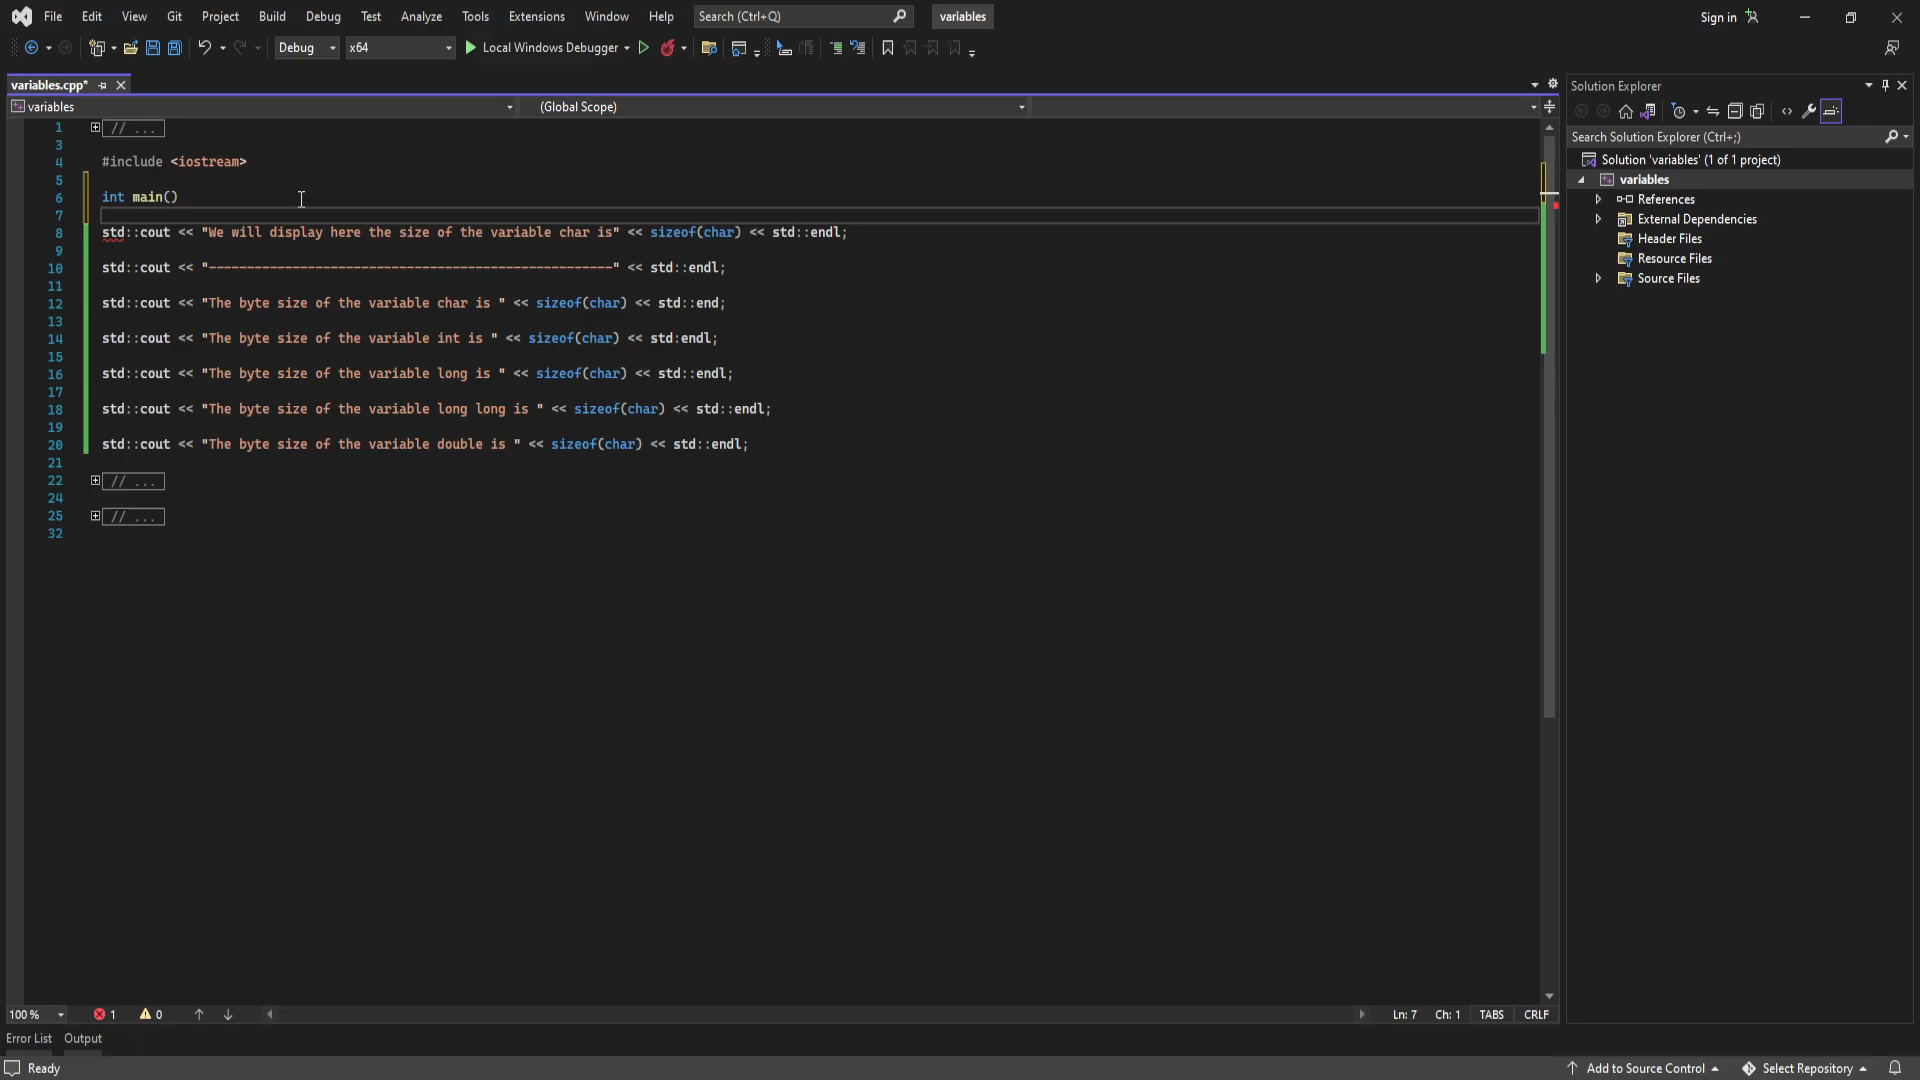 File Edit View Git Project Build Debug Test Analyze Tools Extensions Window Help Search (Ctrl+Q) variables Sign in
Debug x64 Local Windows Debugger
variables.cpp*
Solution Explorer
variables (Global Scope)
Search Solution Explorer (Ctrl+;)
Solution 'variables' (1 of 1 project)
variables
References
External Dependencies
Header Files
Resource Files
Source Files
1 // ...
3
4 #include <iostream>
5
6 int main()
7
8 std::cout << "We will display here the size of the variable char is" << sizeof(char) << std::endl;
9
10 std::cout << "-----------------------------------------------------" << std::endl;
11
12 std::cout << "The byte size of the variable char is " << sizeof(char) << std::end;
13
14 std::cout << "The byte size of the variable int is " << sizeof(char) << std:endl;
15
16 std::cout << "The byte size of the variable long is " << sizeof(char) << std::endl;
17
18 std::cout << "The byte size of the variable long long is " << sizeof(char) << std::endl;
19
20 std::cout << "The byte size of the variable double is " << sizeof(char) << std::endl;
21
22 // ...
24
25 // ...
32
100 % 1 0 Ln: 7 Ch: 1 TABS CRLF
Error List Output
Ready Add to Source Control Select Repository